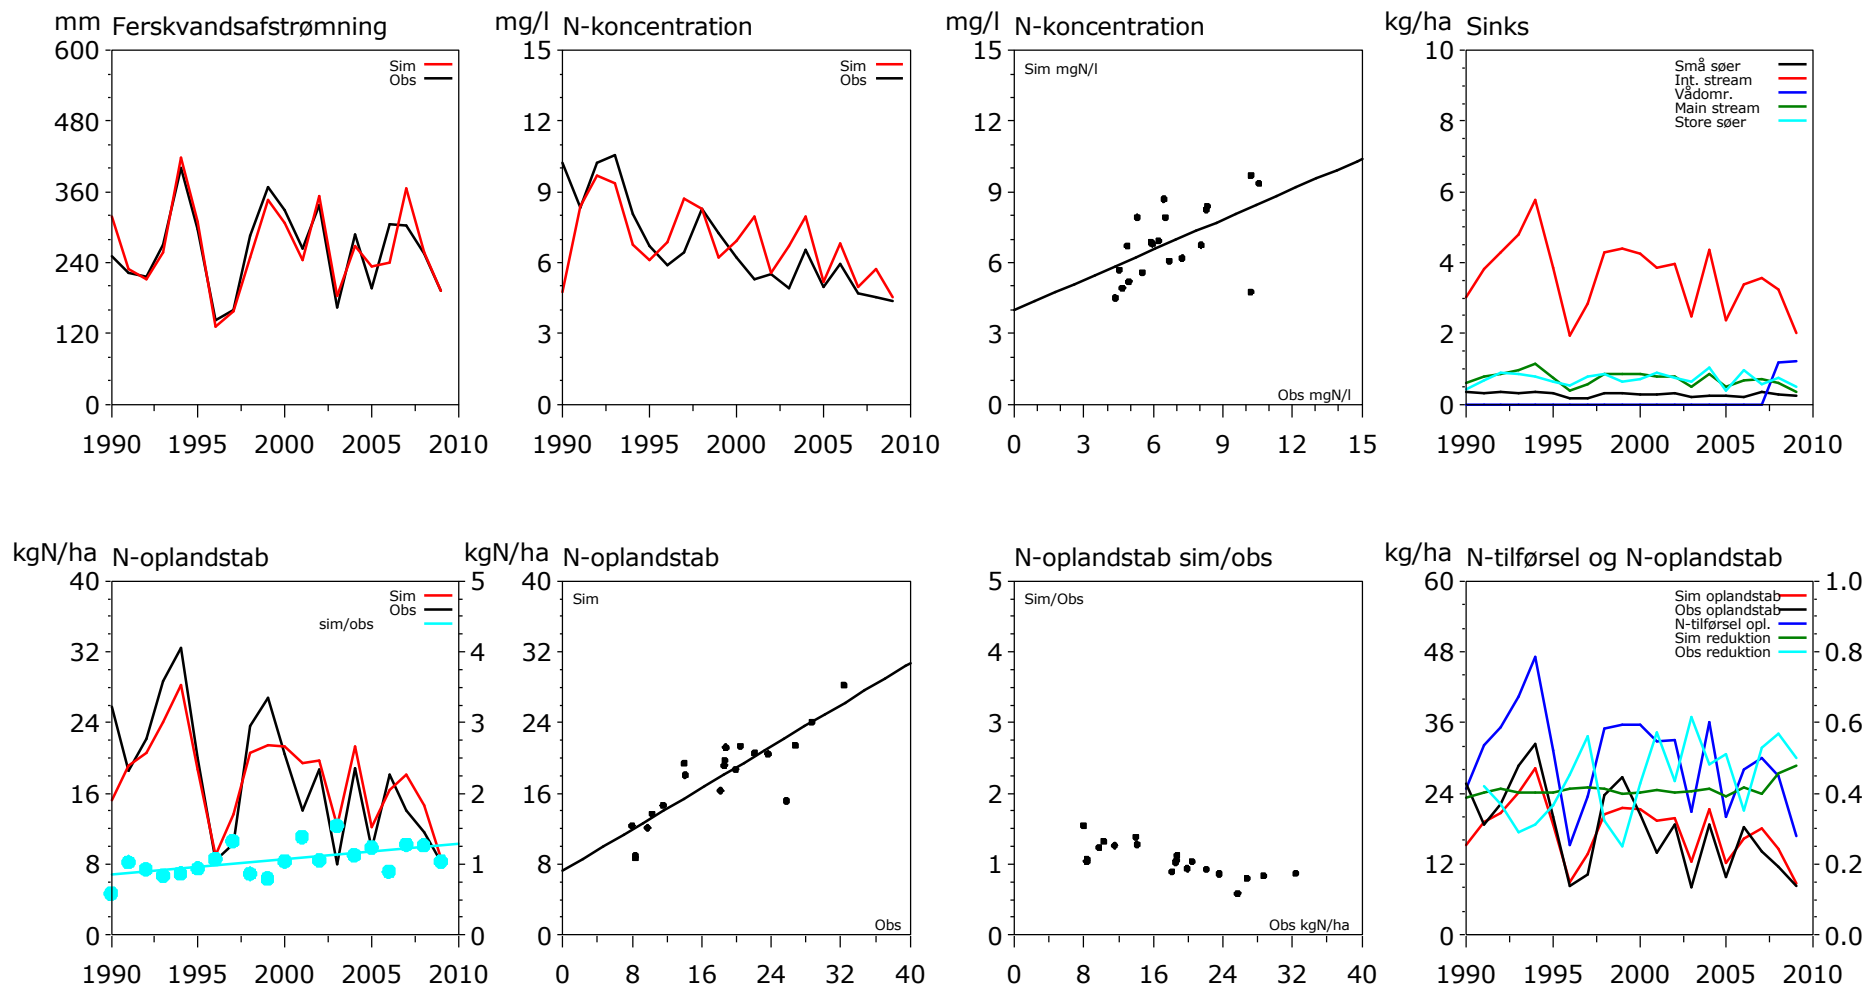 mm Ferskvandsafstrømning
600
480
360
240
120
0
Sim
Obs
1990 1995 2000 2005 2010
mg/l N-koncentration
15
12
9
6
3
0
Sim
Obs
1990 1995 2000 2005 2010
mg/l N-koncentration
15
12
9
6
3
0
Sim mgN/l
Obs mgN/l
0 3 6 9 12 15
kg/ha Sinks
10
8
6
4
2
0
Små søer
Int. stream
Vådomr.
Main stream
Store søer
1990 1995 2000 2005 2010
kgN/ha N-oplandstab
40
32
24
16
8
0
Sim
Obs
sim/obs
5
4
3
2
1
0
1990 1995 2000 2005 2010
kgN/ha N-oplandstab
40
32
24
16
8
0
Sim
Obs
0 8 16 24 32 40
N-oplandstab sim/obs
5
4
3
2
1
0
Sim/Obs
Obs kgN/ha
0 8 16 24 32 40
kg/ha N-tilførsel og N-oplandstab
60
48
36
24
12
0
Sim oplandstab
Obs oplandstab
N-tilførsel opl.
Sim reduktion
Obs reduktion
1.0
0.8
0.6
0.4
0.2
0.0
1990 1995 2000 2005 2010